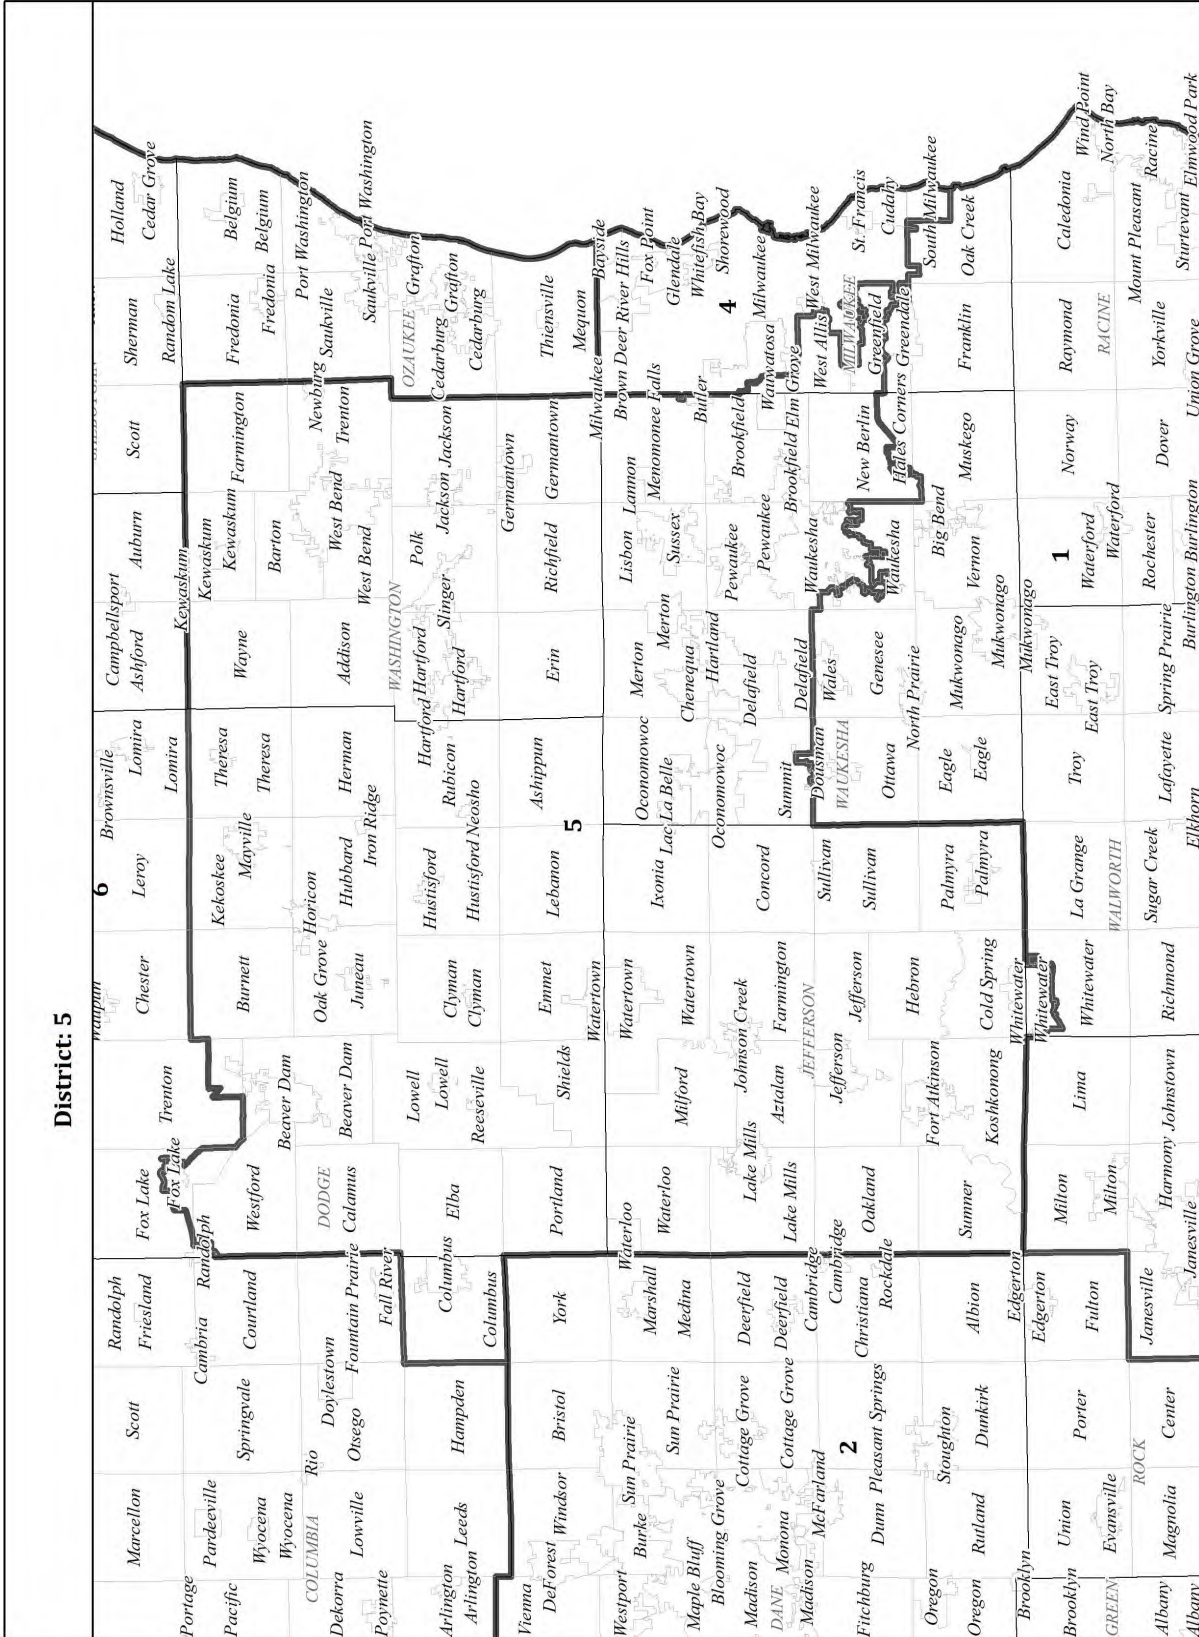 District: 5
6
Waupun
Brownsville
Campbellsport
Randolph
Holland
Marcellon
Scott
Friesland
Fox Lake
Chester
Leroy
Lomira
Ashford
Auburn
Scott
Sherman
Cedar Grove
Trenton
Lomira
Random Lake
Portage
Fox Lake
Kewaskum
Pardeeville
Cambria
Randolph
Kewaskum
Pacific
Springvale
Courtland
Westford
Burnett
Kekoskee
Theresa
Wayne
Kewaskum
Farmington
Fredonia
Belgium
Wyocena
Wyocena
Beaver Dam
Mayville
Theresa
Barton
Fredonia
Belgium
COLUMBIA
Rio
Doylestown
DODGE
Oak Grove
Horicon
Newburg
Port Washington
Port Washington
Dekorra
Lowville
Otsego
Fountain Prairie
Calamus
Beaver Dam
Juneau
Hubbard
Herman
Addison
West Bend
West Bend
Trenton
Saukville
Saukville
Poynette
Fall River
Iron Ridge
WASHINGTON
OZAUKEE
Grafton
Arlington
Columbus
Lowell
Hustisford
Hartford
Hartford
Polk
Cedarburg
Grafton
Leeds
Hampden
Elba
Lowell
Clyman
Rubicon
Slinger
Jackson
Jackson
Arlington
Columbus
Reeseville
Clyman
Hustisford
Neosho
Hartford
Cedarburg
Germantown
Vienna
DeForest
Windsor
Bristol
York
Portland
Shields
Emmet
Lebanon
Ashippun
Erin
Richfield
Germantown
Thiensville
Mequon
5
Watertown
Milwaukee
Bayside
Westport
Sun Prairie
Waterloo
Watertown
Oconomowoc
Merton
Lisbon
Lannon
Brown Deer
River Hills
Burke
Marshall
Waterloo
Ixonia
Lac La Belle
Merton
Menomonee Falls
Fox Point
Maple Bluff
Sun Prairie
Medina
Milford
Watertown
Chenequa
Sussex
Glendale
Blooming Grove
Oconomowoc
Hartland
Butler
Whitefish Bay
Shorewood
4
Madison
Cottage Grove
Deerfield
Lake Mills
Johnson Creek
Concord
Delafield
Pewaukee
Pewaukee
Brookfield
Wauwatosa
Milwaukee
DANE
Monona
Cottage Grove
Deerfield
Lake Mills
Aztalan
Farmington
Summit
Brookfield
Elm Grove
Madison
McFarland
Cambridge
JEFFERSON
Sullivan
Dousman
Delafield
Waukesha
West Allis
West Milwaukee
Cambridge
Jefferson
WAUKESHA
Wales
MILWAUKEE
2
Fitchburg
Dunn
Pleasant Springs
Christiana
Rockdale
Oakland
Jefferson
Sullivan
Ottawa
Genesee
Waukesha
New Berlin
Greenfield
St. Francis
Cudahy
Hales Corners
Greendale
Oregon
Stoughton
Fort Atkinson
Hebron
North Prairie
South Milwaukee
Palmyra
Eagle
Mukwonago
Big Bend
Oregon
Rutland
Dunkirk
Albion
Sumner
Koshkonong
Cold Spring
Palmyra
Eagle
Vernon
Muskego
Franklin
Oak Creek
Mukwonago
Brooklyn
Edgerton
Whitewater
Mukwonago
Edgerton
Whitewater
1
Brooklyn
Union
Porter
Fulton
Milton
Lima
Whitewater
La Grange
Troy
East Troy
East Troy
Waterford
Waterford
Norway
Raymond
Caledonia
Wind Point
North Bay
GREEN
Evansville
Milton
WALWORTH
RACINE
ROCK
Janesville
Mount Pleasant
Racine
Albany
Magnolia
Center
Harmony
Johnstown
Richmond
Sugar Creek
Lafayette
Spring Prairie
Rochester
Dover
Yorkville
Sturtevant
Albany
Janesville
Elkhorn
Burlington
Burlington
Union Grove
Elmwood Park